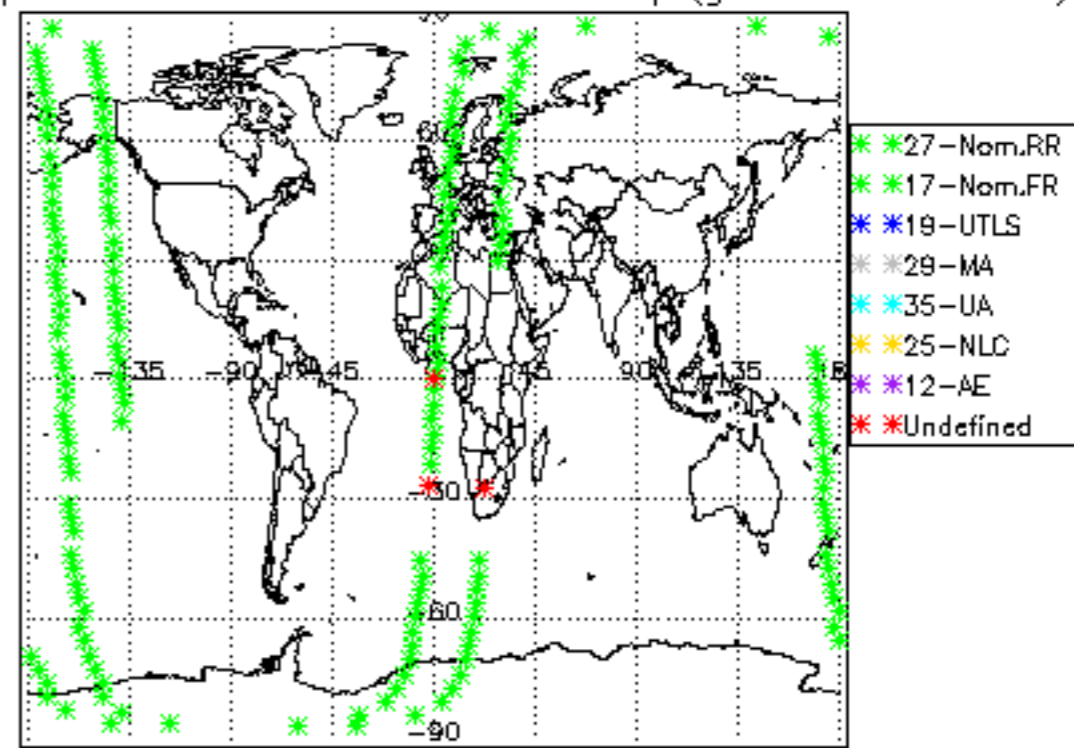 60
-135 -90 45 45 90 135 18
-30
-60
-90
27-Nom.RR
17-Nom.FR
19-UTLS
29-MA
35-UA
25-NLC
12-AE
Undefined